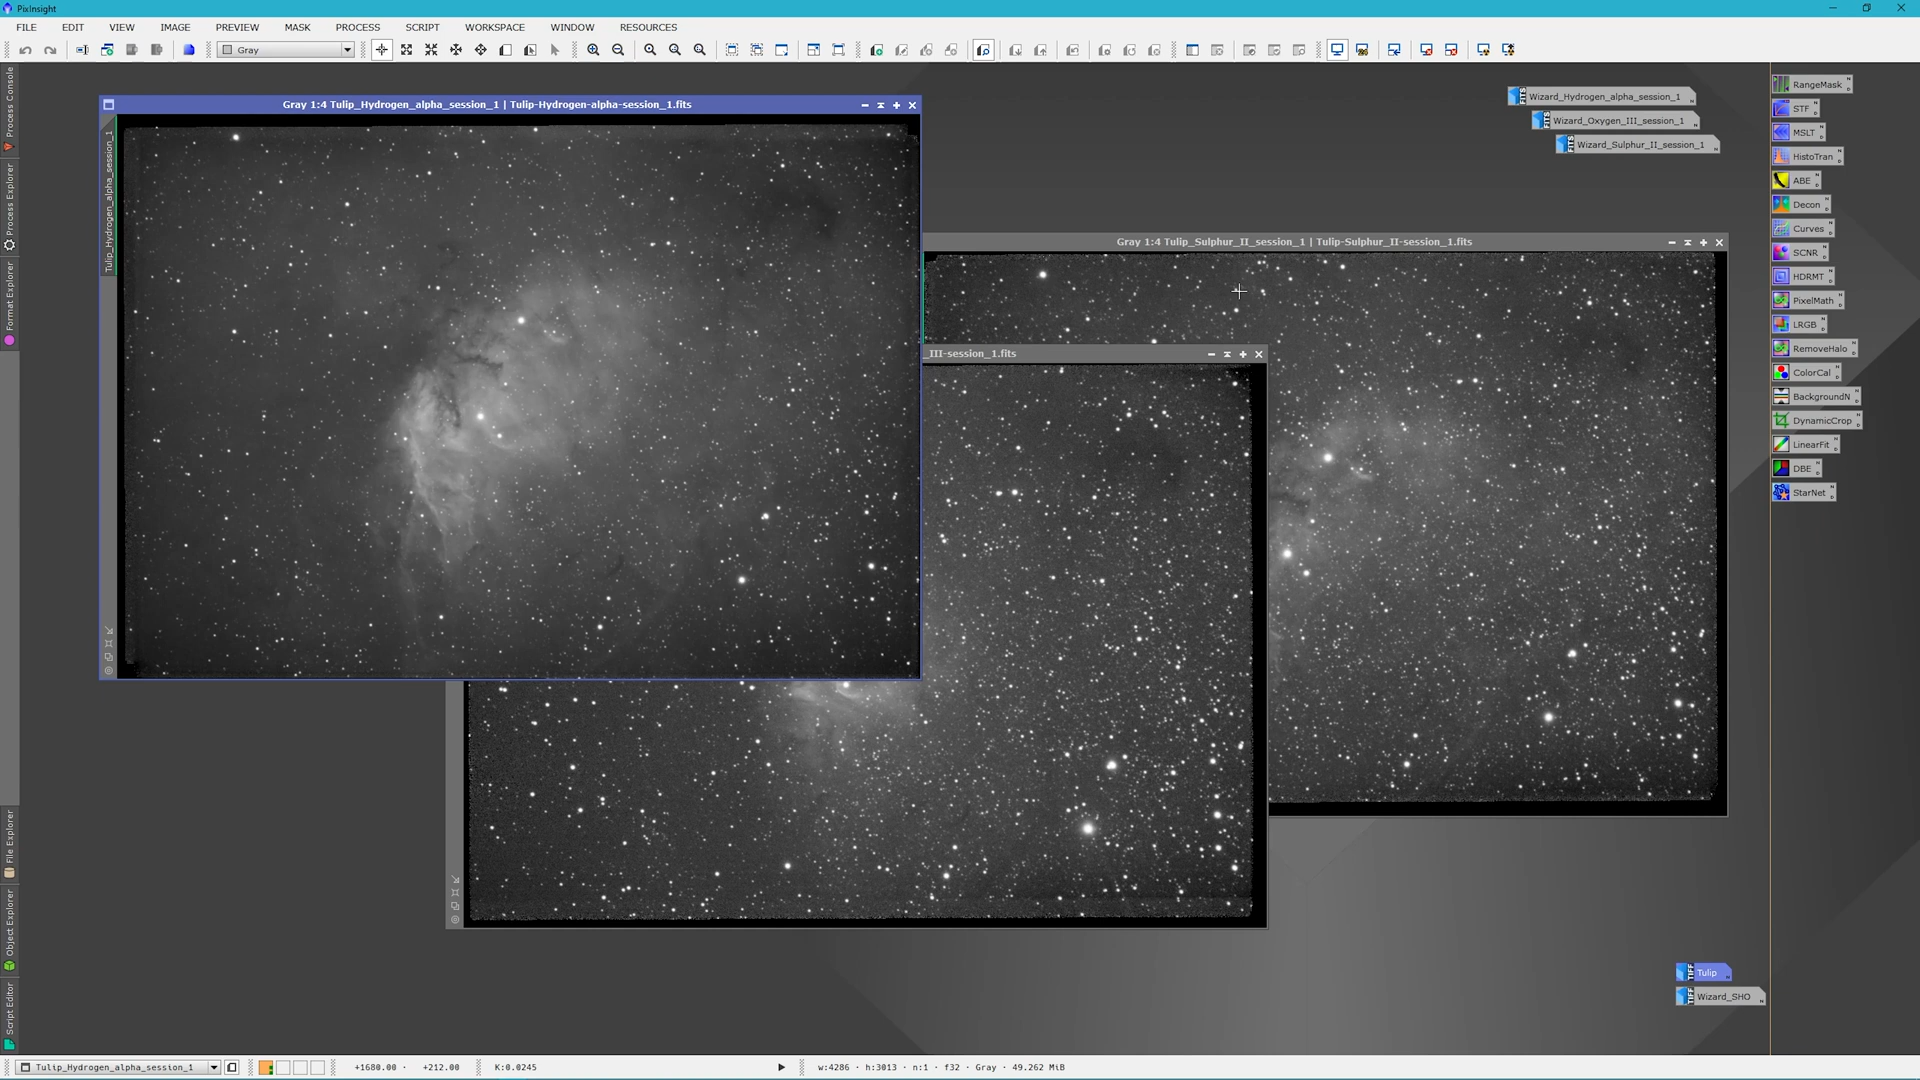 PixInsight
FILE EDIT VIEW IMAGE PREVIEW MASK PROCESS SCRIPT WORKSPACE WINDOW RESOURCES
Gray
Process Console
Process Explorer
Format Explorer
File Explorer
Object Explorer
Script Editor
Gray 1:4 Tulip_Hydrogen_alpha_session_1 | Tulip-Hydrogen-alpha-session_1.fits
Tulip_Hydrogen_alpha_session_1
Gray 1:4 Tulip_Sulphur_II_session_1 | Tulip-Sulphur_II-session_1.fits
_III-session_1.fits
Wizard_Hydrogen_alpha_session_1
Wizard_Oxygen_III_session_1
Wizard_Sulphur_II_session_1
RangeMask
STF
MSLT
HistoTran
ABE
Decon
Curves
SCNR
HDRMT
PixelMath
LRGB
RemoveHalo
ColorCal
BackgroundN
DynamicCrop
LinearFit
DBE
StarNet
Tulip
Wizard_SHO
Tulip_Hydrogen_alpha_session_1 +1680.00 · +212.00 K:0.0245 w:4286 · h:3013 · n:1 · f32 · Gray · 49.262 MiB